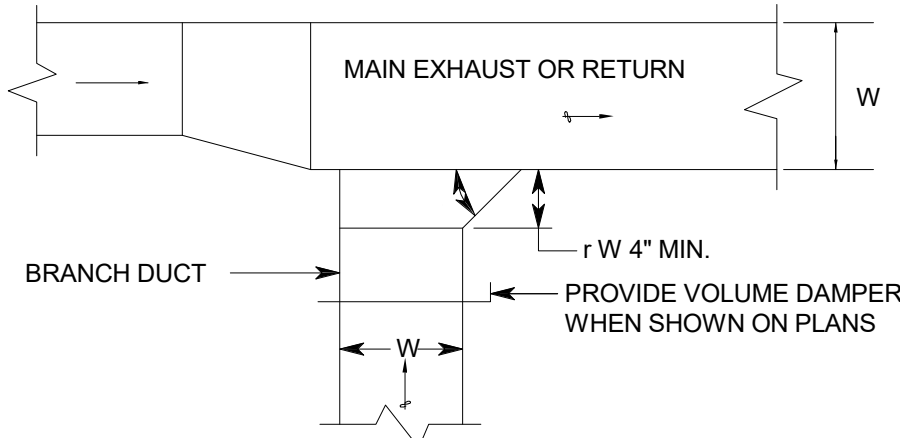 MAIN EXHAUST OR RETURN
W
r W 4" MIN.
BRANCH DUCT
PROVIDE VOLUME DAMPER
WHEN SHOWN ON PLANS
W